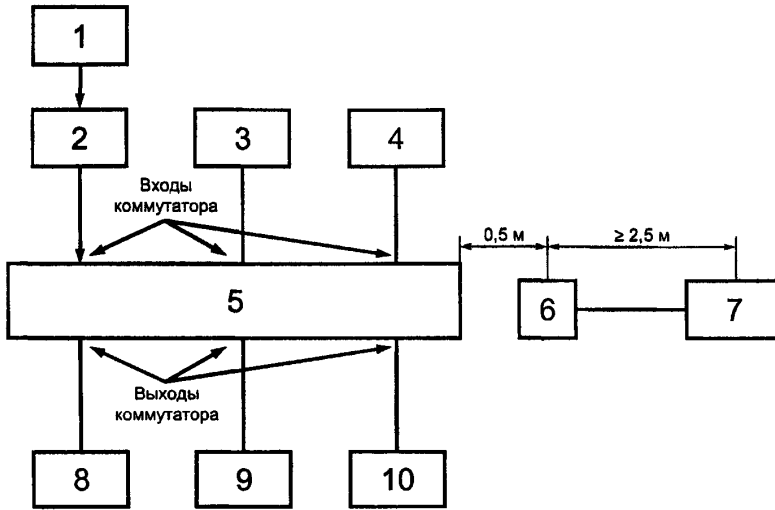 1
2
3
4
Входы
коммутатора
0,5 м
≥ 2,5 м
5
6
7
Выходы
коммутатора
8
9
10